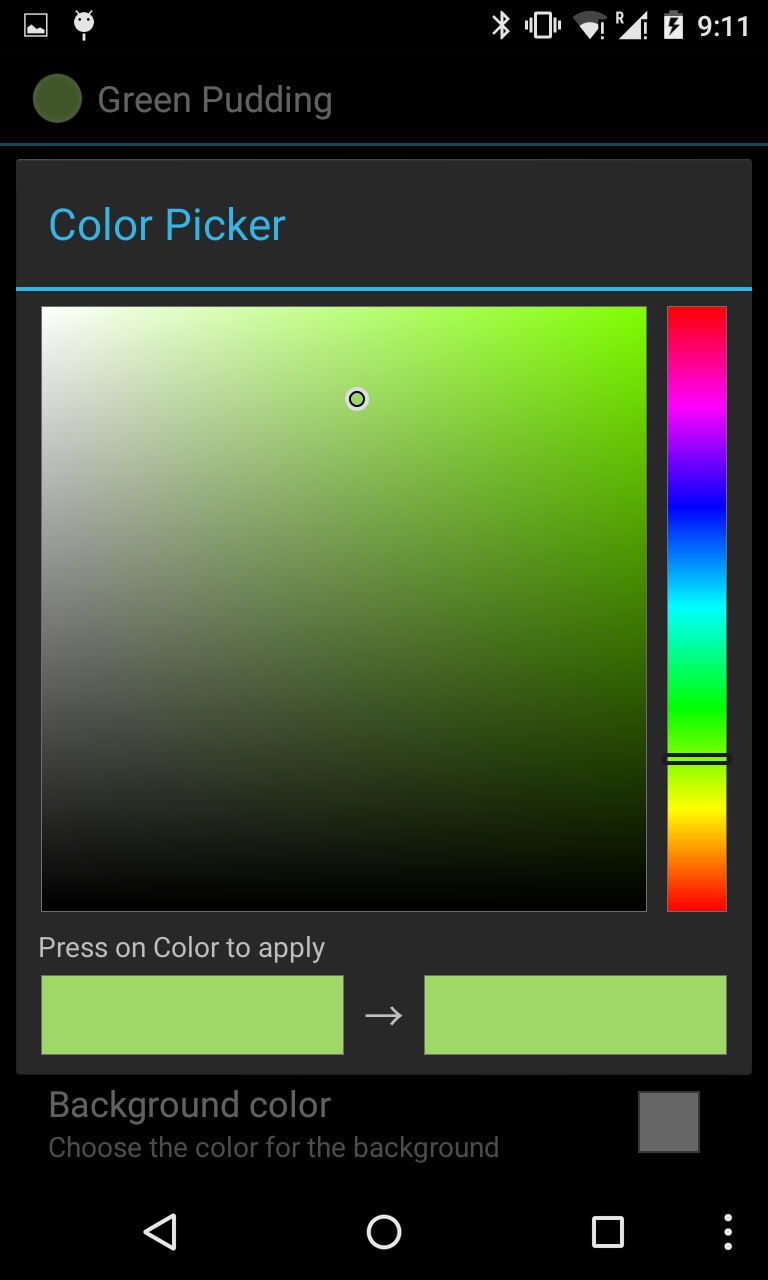 R
9:11
Green Pudding
Color Picker
Press on Color to apply
Background color
Choose the color for the background